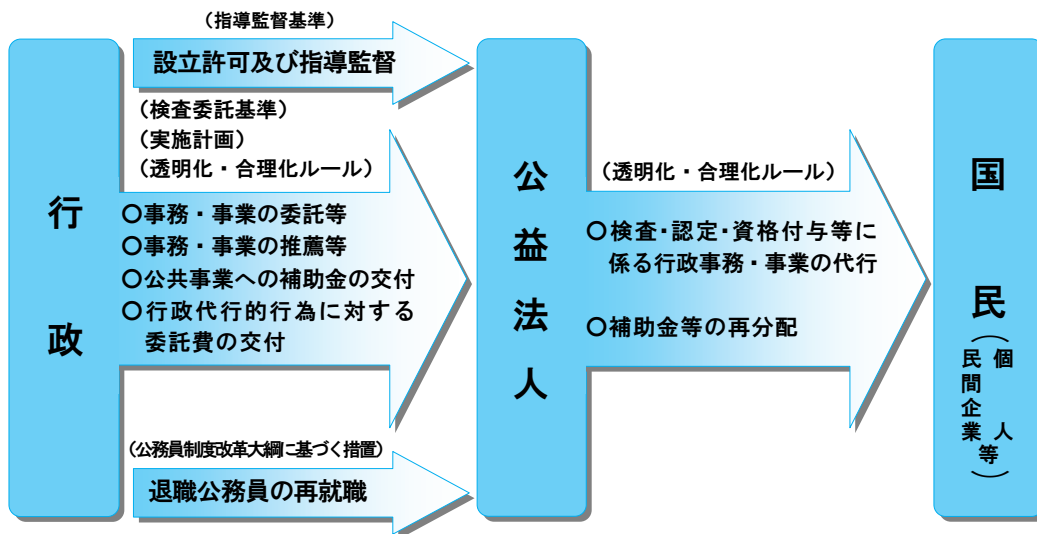 行政
(指導監督基準)
設立許可及び指導監督
(検査委託基準)
(実施計画)
(透明化・合理化ルール)
○事務・事業の委託等
○事務・事業の推薦等
○公共事業への補助金の交付
○行政代行的行為に対する
委託費の交付
(公務員制度改革大綱に基づく措置)
退職公務員の再就職
公益法人
(透明化・合理化ルール)
○検査・認定・資格付与等に
係る行政事務・事業の代行
○補助金等の再分配
国民
(個人
民間企業等)